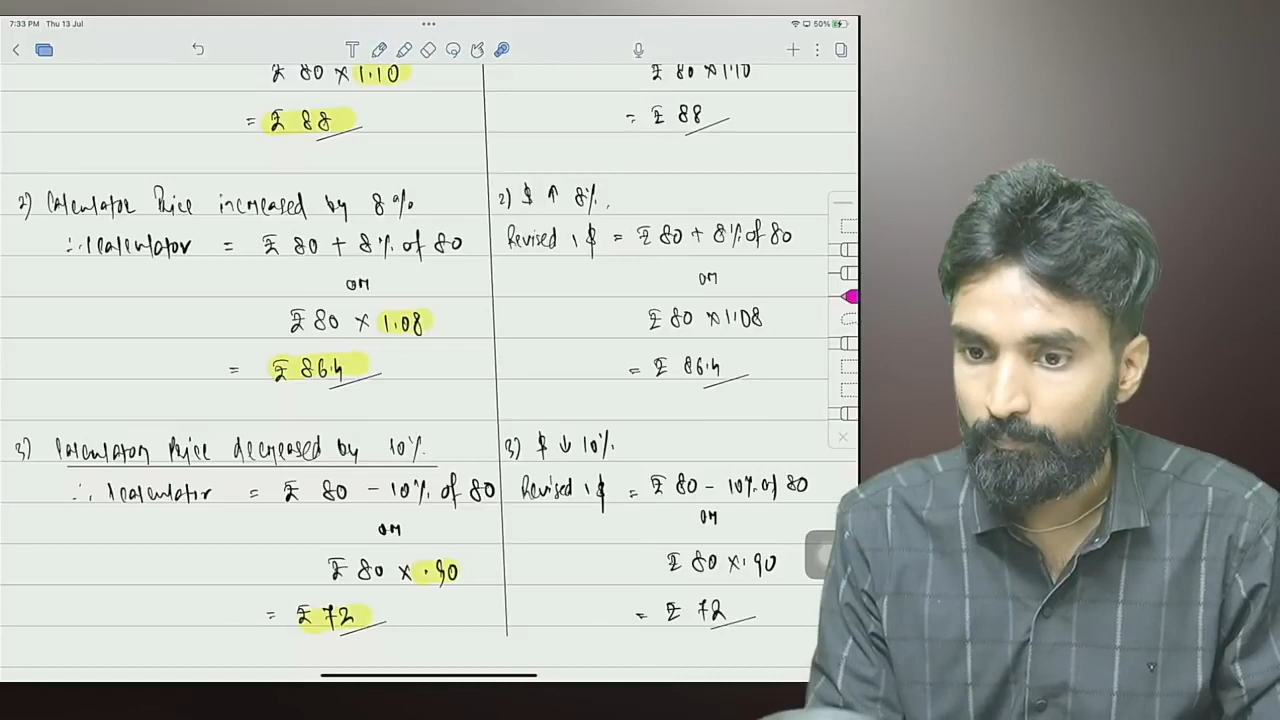 7:33 PM Thu 13 Jul
50%
₹ 80 × 1.10
= ₹ 88
2) Calculator Price increased by 8%
∴ 1 calculator = ₹ 80 + 8% of 80
or
₹ 80 × 1.08
= ₹ 86.4
3) Calculator Price decreased by 10%.
∴ 1 calculator = ₹ 80 - 10% of 80
or
₹ 80 × .90
= ₹ 72
₹ 80 × 1.10
= ₹ 88
2) $ ↑ 8%.
Revised 1 $ = ₹ 80 + 8% of 80
or
₹ 80 × 1.08
= ₹ 86.4
3) $ ↓ 10%.
Revised 1 $ = ₹ 80 - 10% of 80
or
₹ 80 × .90
= ₹ 72